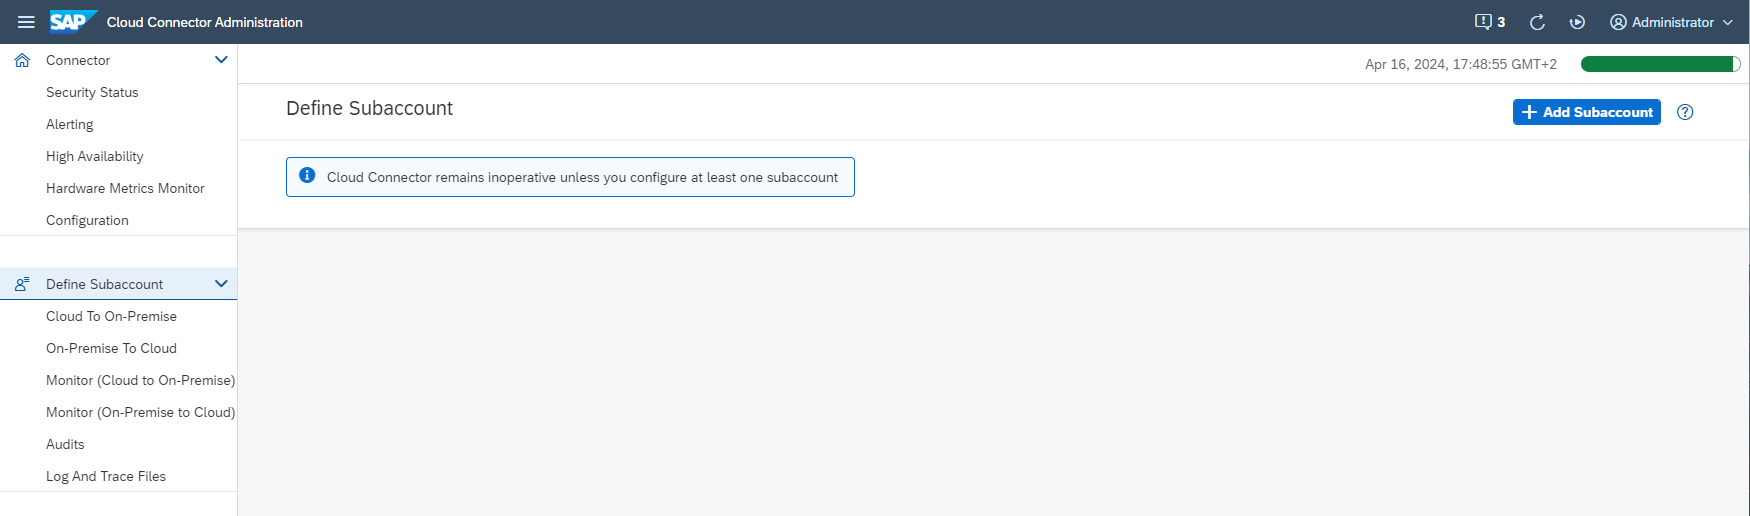 SAP Cloud Connector Administration 3 Administrator
Connector
Security Status
Alerting
High Availability
Hardware Metrics Monitor
Configuration
Define Subaccount
Cloud To On-Premise
On-Premise To Cloud
Monitor (Cloud to On-Premise)
Monitor (On-Premise to Cloud)
Audits
Log And Trace Files
Apr 16, 2024, 17:48:55 GMT+2
Define Subaccount
Add Subaccount
Cloud Connector remains inoperative unless you configure at least one subaccount